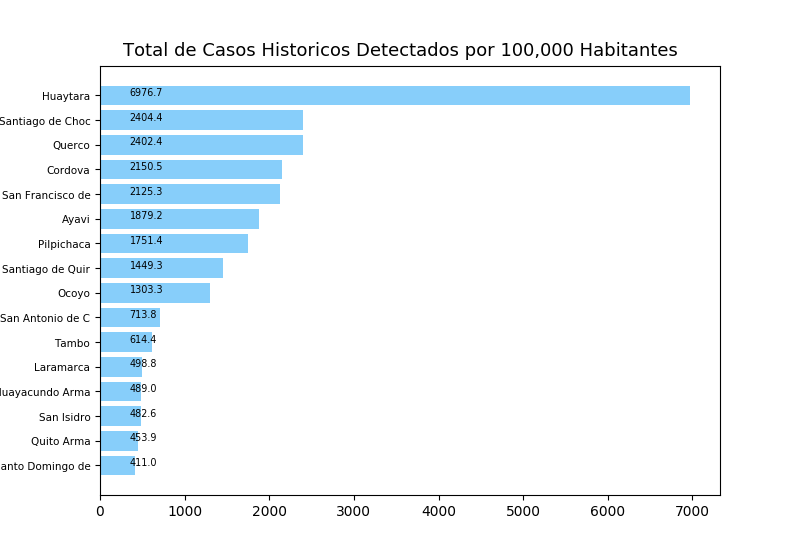 Total de Casos Historicos Detectados por 100,000 Habitantes
Huaytara 6976.7
Santiago de Choc 2404.4
Querco 2402.4
Cordova 2150.5
San Francisco de 2125.3
Ayavi 1879.2
Pilpichaca 1751.4
Santiago de Quir 1449.3
Ocoyo 1303.3
San Antonio de C 713.8
Tambo 614.4
Laramarca 498.8
Huayacundo Arma 489.0
San Isidro 482.6
Quito Arma 453.9
anto Domingo de 411.0
0 1000 2000 3000 4000 5000 6000 7000